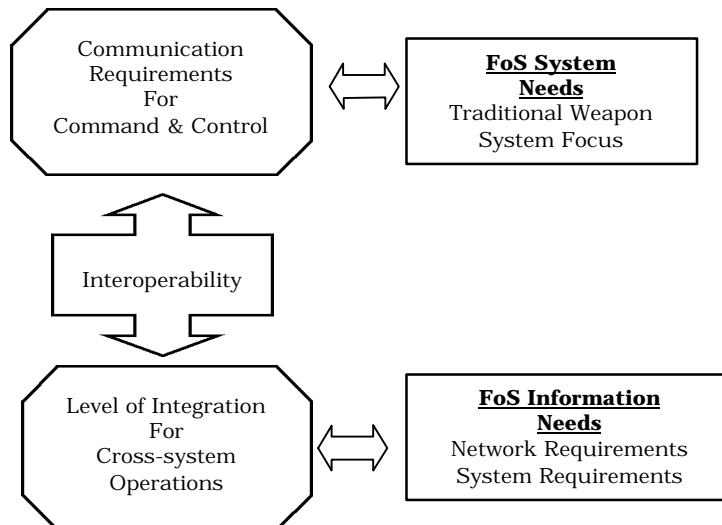 Communication
Requirements
For
Command & Control
FoS System
Needs
Traditional Weapon
System Focus
Interoperability
Level of Integration
For
Cross-system
Operations
FoS Information
Needs
Network Requirements
System Requirements